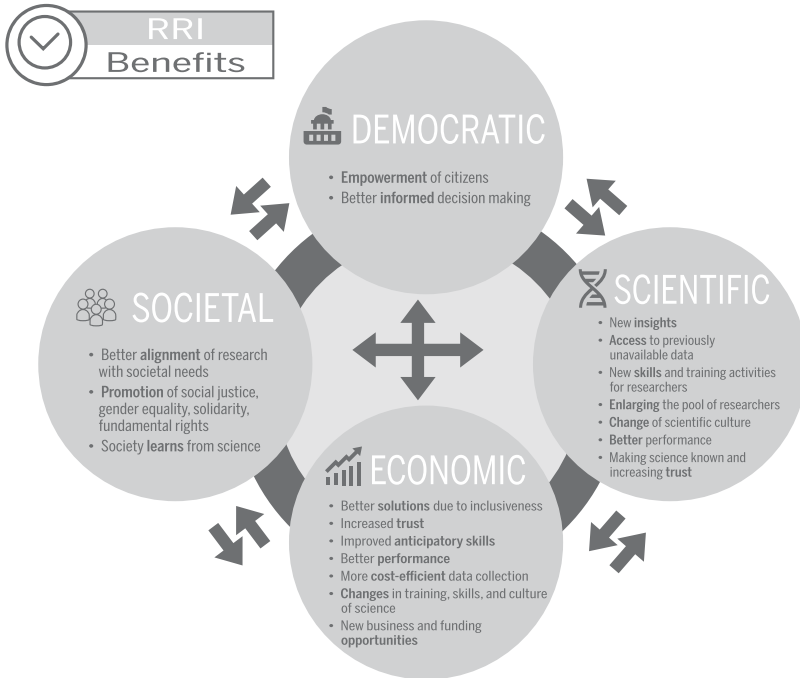 RRI
Benefits
DEMOCRATIC
• Empowerment of citizens
• Better informed decision making
SOCIETAL
• Better alignment of research
with societal needs
• Promotion of social justice,
gender equality, solidarity,
fundamental rights
• Society learns from science
SCIENTIFIC
• New insights
• Access to previously
unavailable data
• New skills and training activities
for researchers
• Enlarging the pool of researchers
• Change of scientific culture
• Better performance
• Making science known and
increasing trust
ECONOMIC
• Better solutions due to inclusiveness
• Increased trust
• Improved anticipatory skills
• Better performance
• More cost-efficient data collection
• Changes in training, skills, and culture
of science
• New business and funding
opportunities